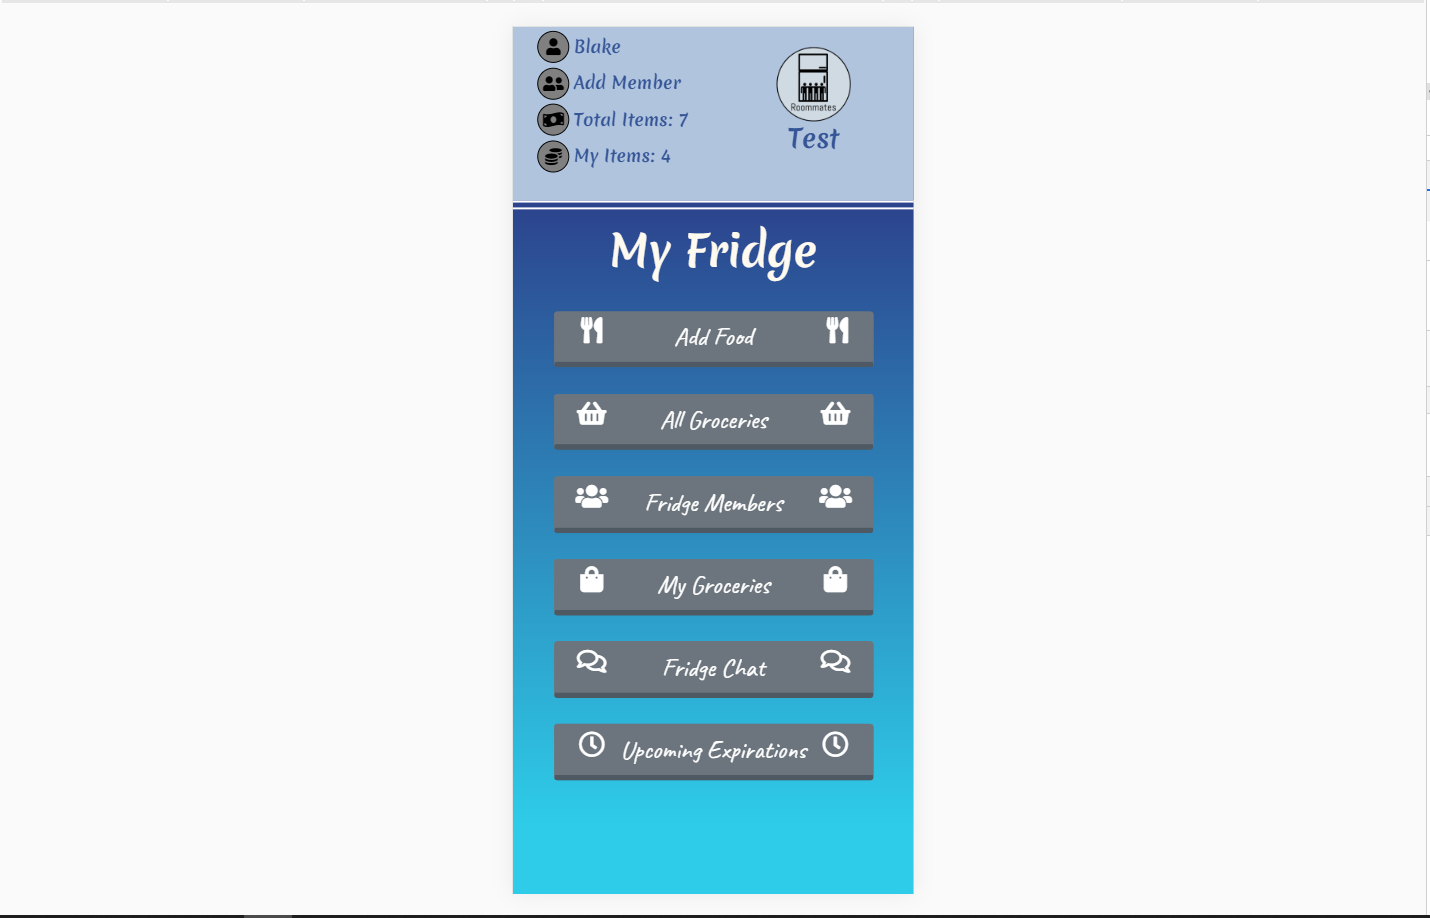 Blake
Add Member
Total Items: 7
My Items: 4
Roommates
Test
My Fridge
Add Food
All Groceries
Fridge Members
My Groceries
Fridge Chat
Upcoming Expirations